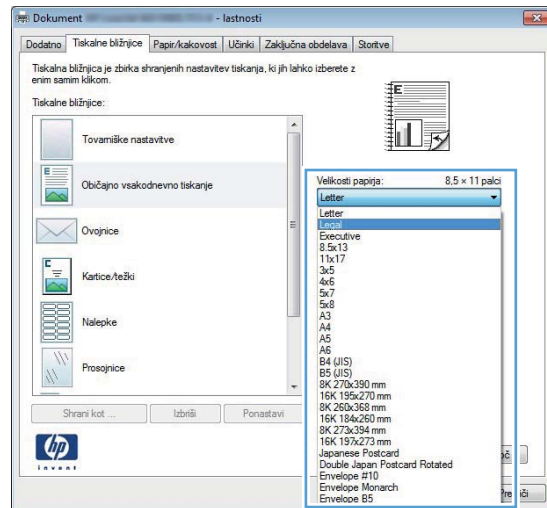 Dokument - lastnosti
Dodatno Tiskalne bližnjice Papir/kakovost Učinki Zaključna obdelava Storitve
Tiskalna bližnjica je zbirka shranjenih nastavitev tiskanja, ki jih lahko izberete z
enim samim klikom.
Tiskalne bližnjice:
Tovarniške nastavitve
Običajno vsakodnevno tiskanje
Ovojnice
Kartice/težki
Nalepke
Prosojnice
Shrani kot ... Izbriši Ponastavi
hp
invent
Velikosti papirja: 8,5 × 11 palci
Letter
Letter
Legal
Executive
8.5x13
11x17
3x5
4x6
5x7
5x8
A3
A4
A5
A6
B4 (JIS)
B5 (JIS)
8K 270x390 mm
16K 195x270 mm
8K 260x368 mm
16K 184x260 mm
8K 273x394 mm
16K 197x273 mm
Japanese Postcard
Double Japan Postcard Rotated
Envelope #10
Envelope Monarch
Envelope B5